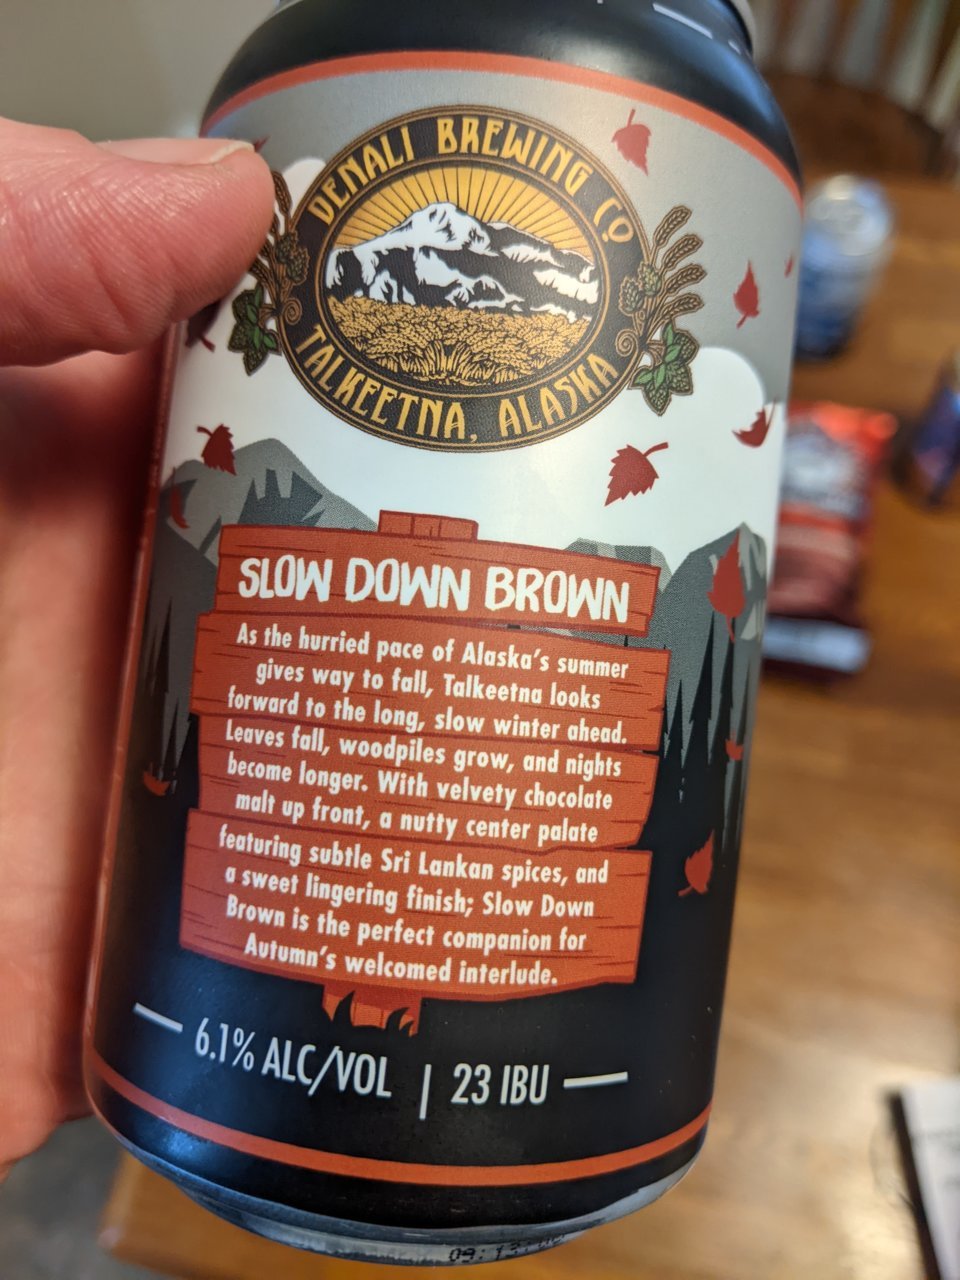 DENALI BREWING CO.
TALKEETNA, ALASKA
SLOW DOWN BROWN
As the hurried pace of Alaska's summer
gives way to fall, Talkeetna looks
forward to the long, slow winter ahead.
Leaves fall, woodpiles grow, and nights
become longer. With velvety chocolate
malt up front, a nutty center palate
featuring subtle Sri Lankan spices, and
a sweet lingering finish; Slow Down
Brown is the perfect companion for
Autumn's welcomed interlude.
6.1% ALC/VOL | 23 IBU